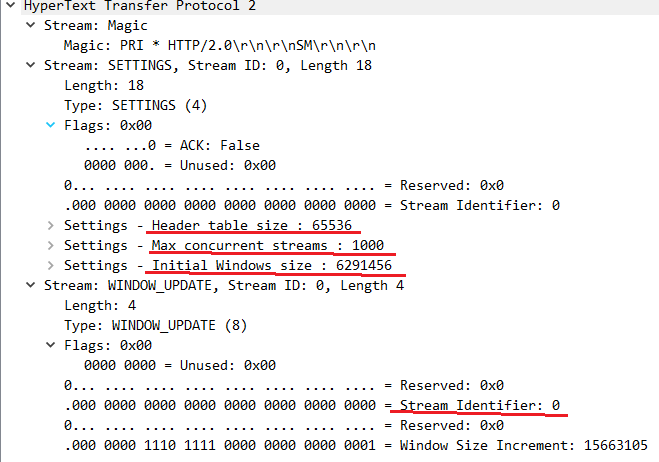 HyperText Transfer Protocol 2
Stream: Magic
Magic: PRI * HTTP/2.0\r\n\r\nSM\r\n\r\n
Stream: SETTINGS, Stream ID: 0, Length 18
Length: 18
Type: SETTINGS (4)
Flags: 0x00
.... ...0 = ACK: False
0000 000. = Unused: 0x00
0... .... .... .... .... .... .... .... = Reserved: 0x0
.000 0000 0000 0000 0000 0000 0000 0000 = Stream Identifier: 0
Settings - Header table size : 65536
Settings - Max concurrent streams : 1000
Settings - Initial Windows size : 6291456
Stream: WINDOW_UPDATE, Stream ID: 0, Length 4
Length: 4
Type: WINDOW_UPDATE (8)
Flags: 0x00
0000 0000 = Unused: 0x00
0... .... .... .... .... .... .... .... = Reserved: 0x0
.000 0000 0000 0000 0000 0000 0000 0000 = Stream Identifier: 0
0... .... .... .... .... .... .... .... = Reserved: 0x0
.000 0000 1110 1111 0000 0000 0000 0001 = Window Size Increment: 15663105